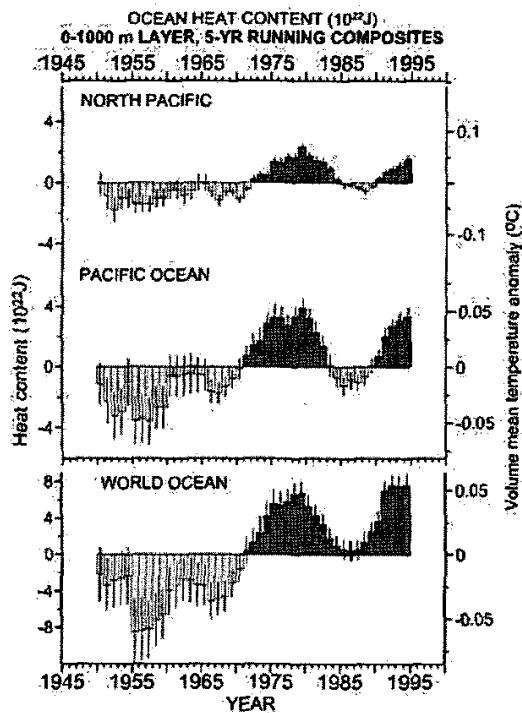 OCEAN HEAT CONTENT (10²²J)
0-1000 m LAYER, 5-YR RUNNING COMPOSITES
1945 1955 1965 1975 1985 1995
NORTH PACIFIC
4
0
-4
0.1
-0.1
PACIFIC OCEAN
4
0
-4
0.05
0
-0.05
WORLD OCEAN
8
4
0
-4
-8
0.05
0
-0.05
Heat content (10²²J)
Volume mean temperature anomaly (ºC)
1945 1955 1965 1975 1985 1995
YEAR